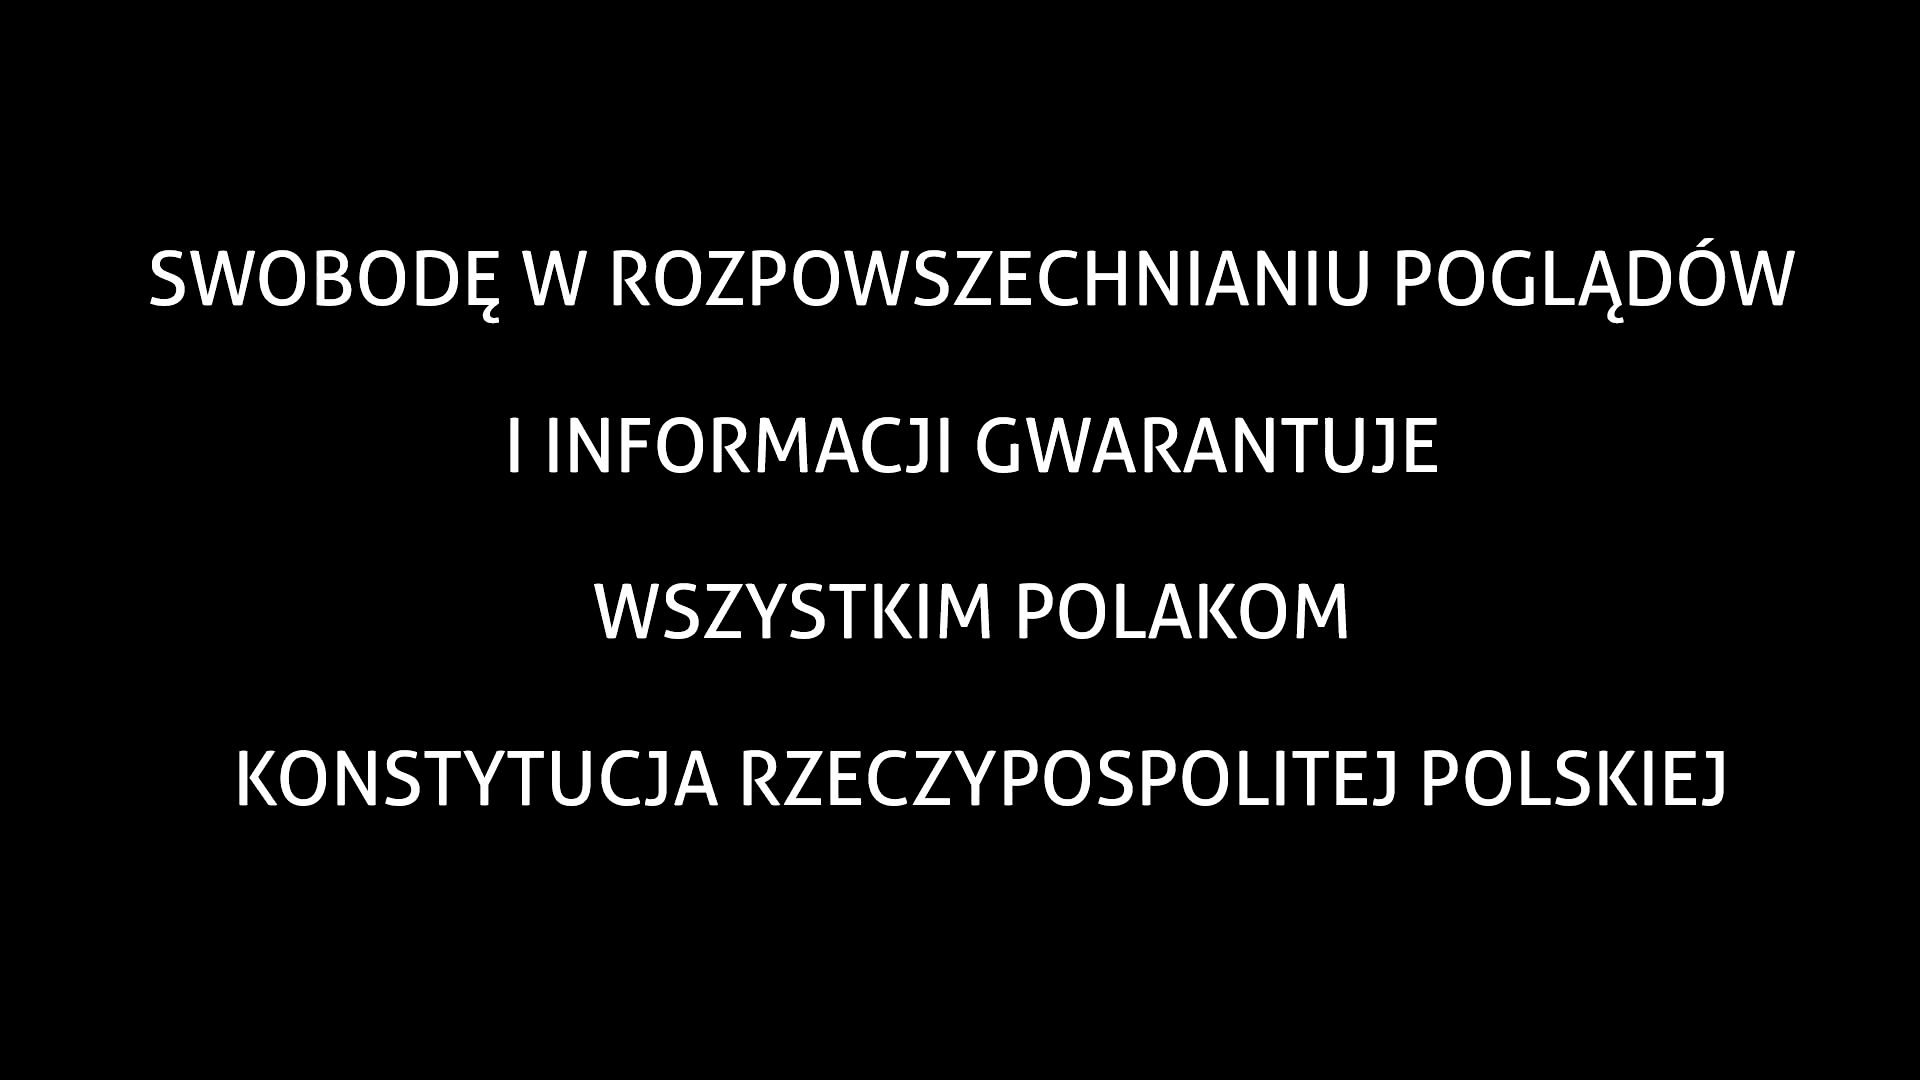 SWOBODĘ W ROZPOWSZECHNIANIU POGLĄDÓW
I INFORMACJI GWARANTUJE
WSZYSTKIM POLAKOM
KONSTYTUCJA RZECZYPOSPOLITEJ POLSKIEJ